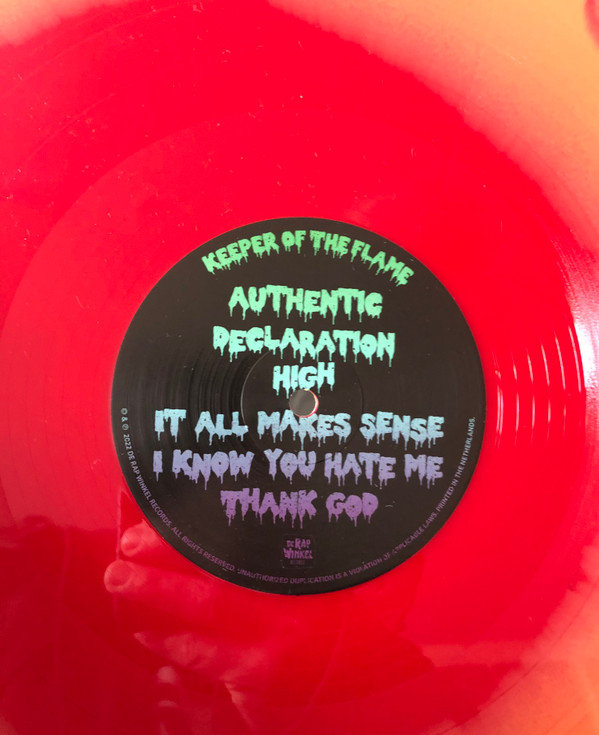 KEEPER OF THE FLAME
AUTHENTIC
DECLARATION
HIGH
IT ALL MAKES SENSE
I KNOW YOU HATE ME
THANK GOD
DE RAP
WINKEL
© & ℗ 2022 DE RAP WINKEL RECORDS. ALL RIGHTS RESERVED. UNAUTHORIZED DUPLICATION IS A VIOLATION OF APPLICABLE LAWS. PRINTED IN THE NETHERLANDS.